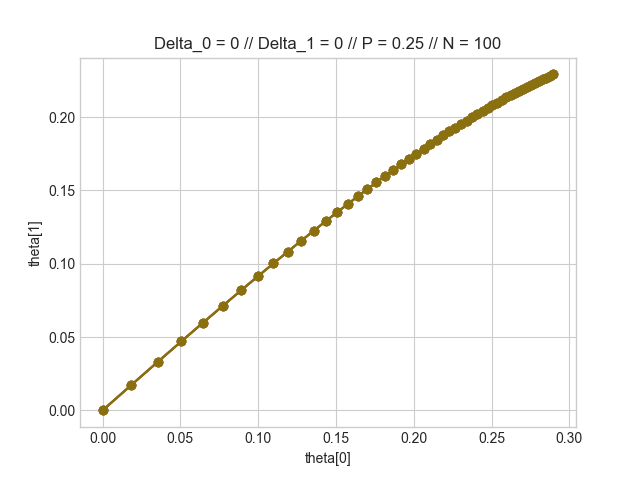 Delta_0 = 0 // Delta_1 = 0 // P = 0.25 // N = 100
0.20
0.15
0.10
0.05
0.00
theta[1]
0.00 0.05 0.10 0.15 0.20 0.25 0.30
theta[0]